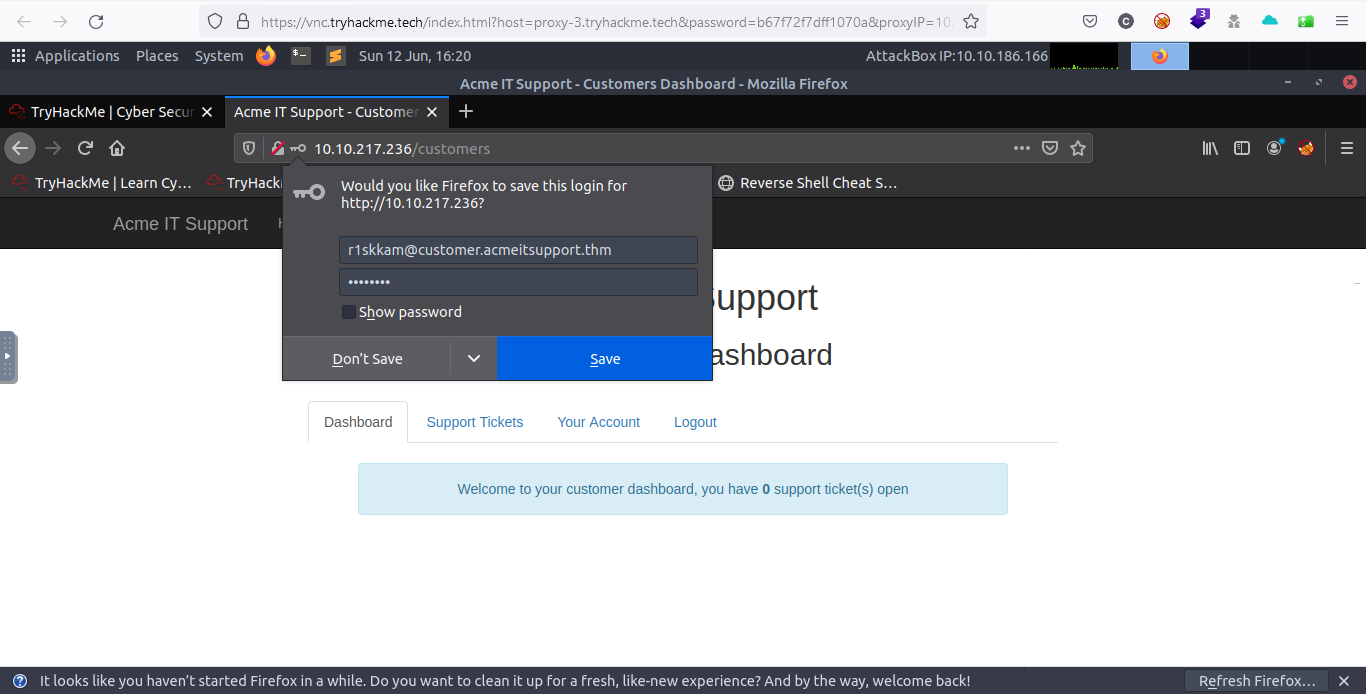 https://vnc.tryhackme.tech/index.html?host=proxy-3.tryhackme.tech&password=b67f72f7dff1070a&proxyIP=10.
3
Applications Places System Sun 12 Jun, 16:20 AttackBox IP:10.10.186.166
Acme IT Support - Customers Dashboard - Mozilla Firefox
TryHackMe | Cyber Secur Acme IT Support - Customer
10.10.217.236/customers
TryHackMe | Learn Cy… TryHack Reverse Shell Cheat S…
Acme IT Support H
Would you like Firefox to save this login for
http://10.10.217.236?
r1skkam@customer.acmeitsupport.thm
••••••••
Show password
Don't Save Save
Support
ashboard
Dashboard Support Tickets Your Account Logout
Welcome to your customer dashboard, you have 0 support ticket(s) open
It looks like you haven't started Firefox in a while. Do you want to clean it up for a fresh, like-new experience? And by the way, welcome back! Refresh Firefox…